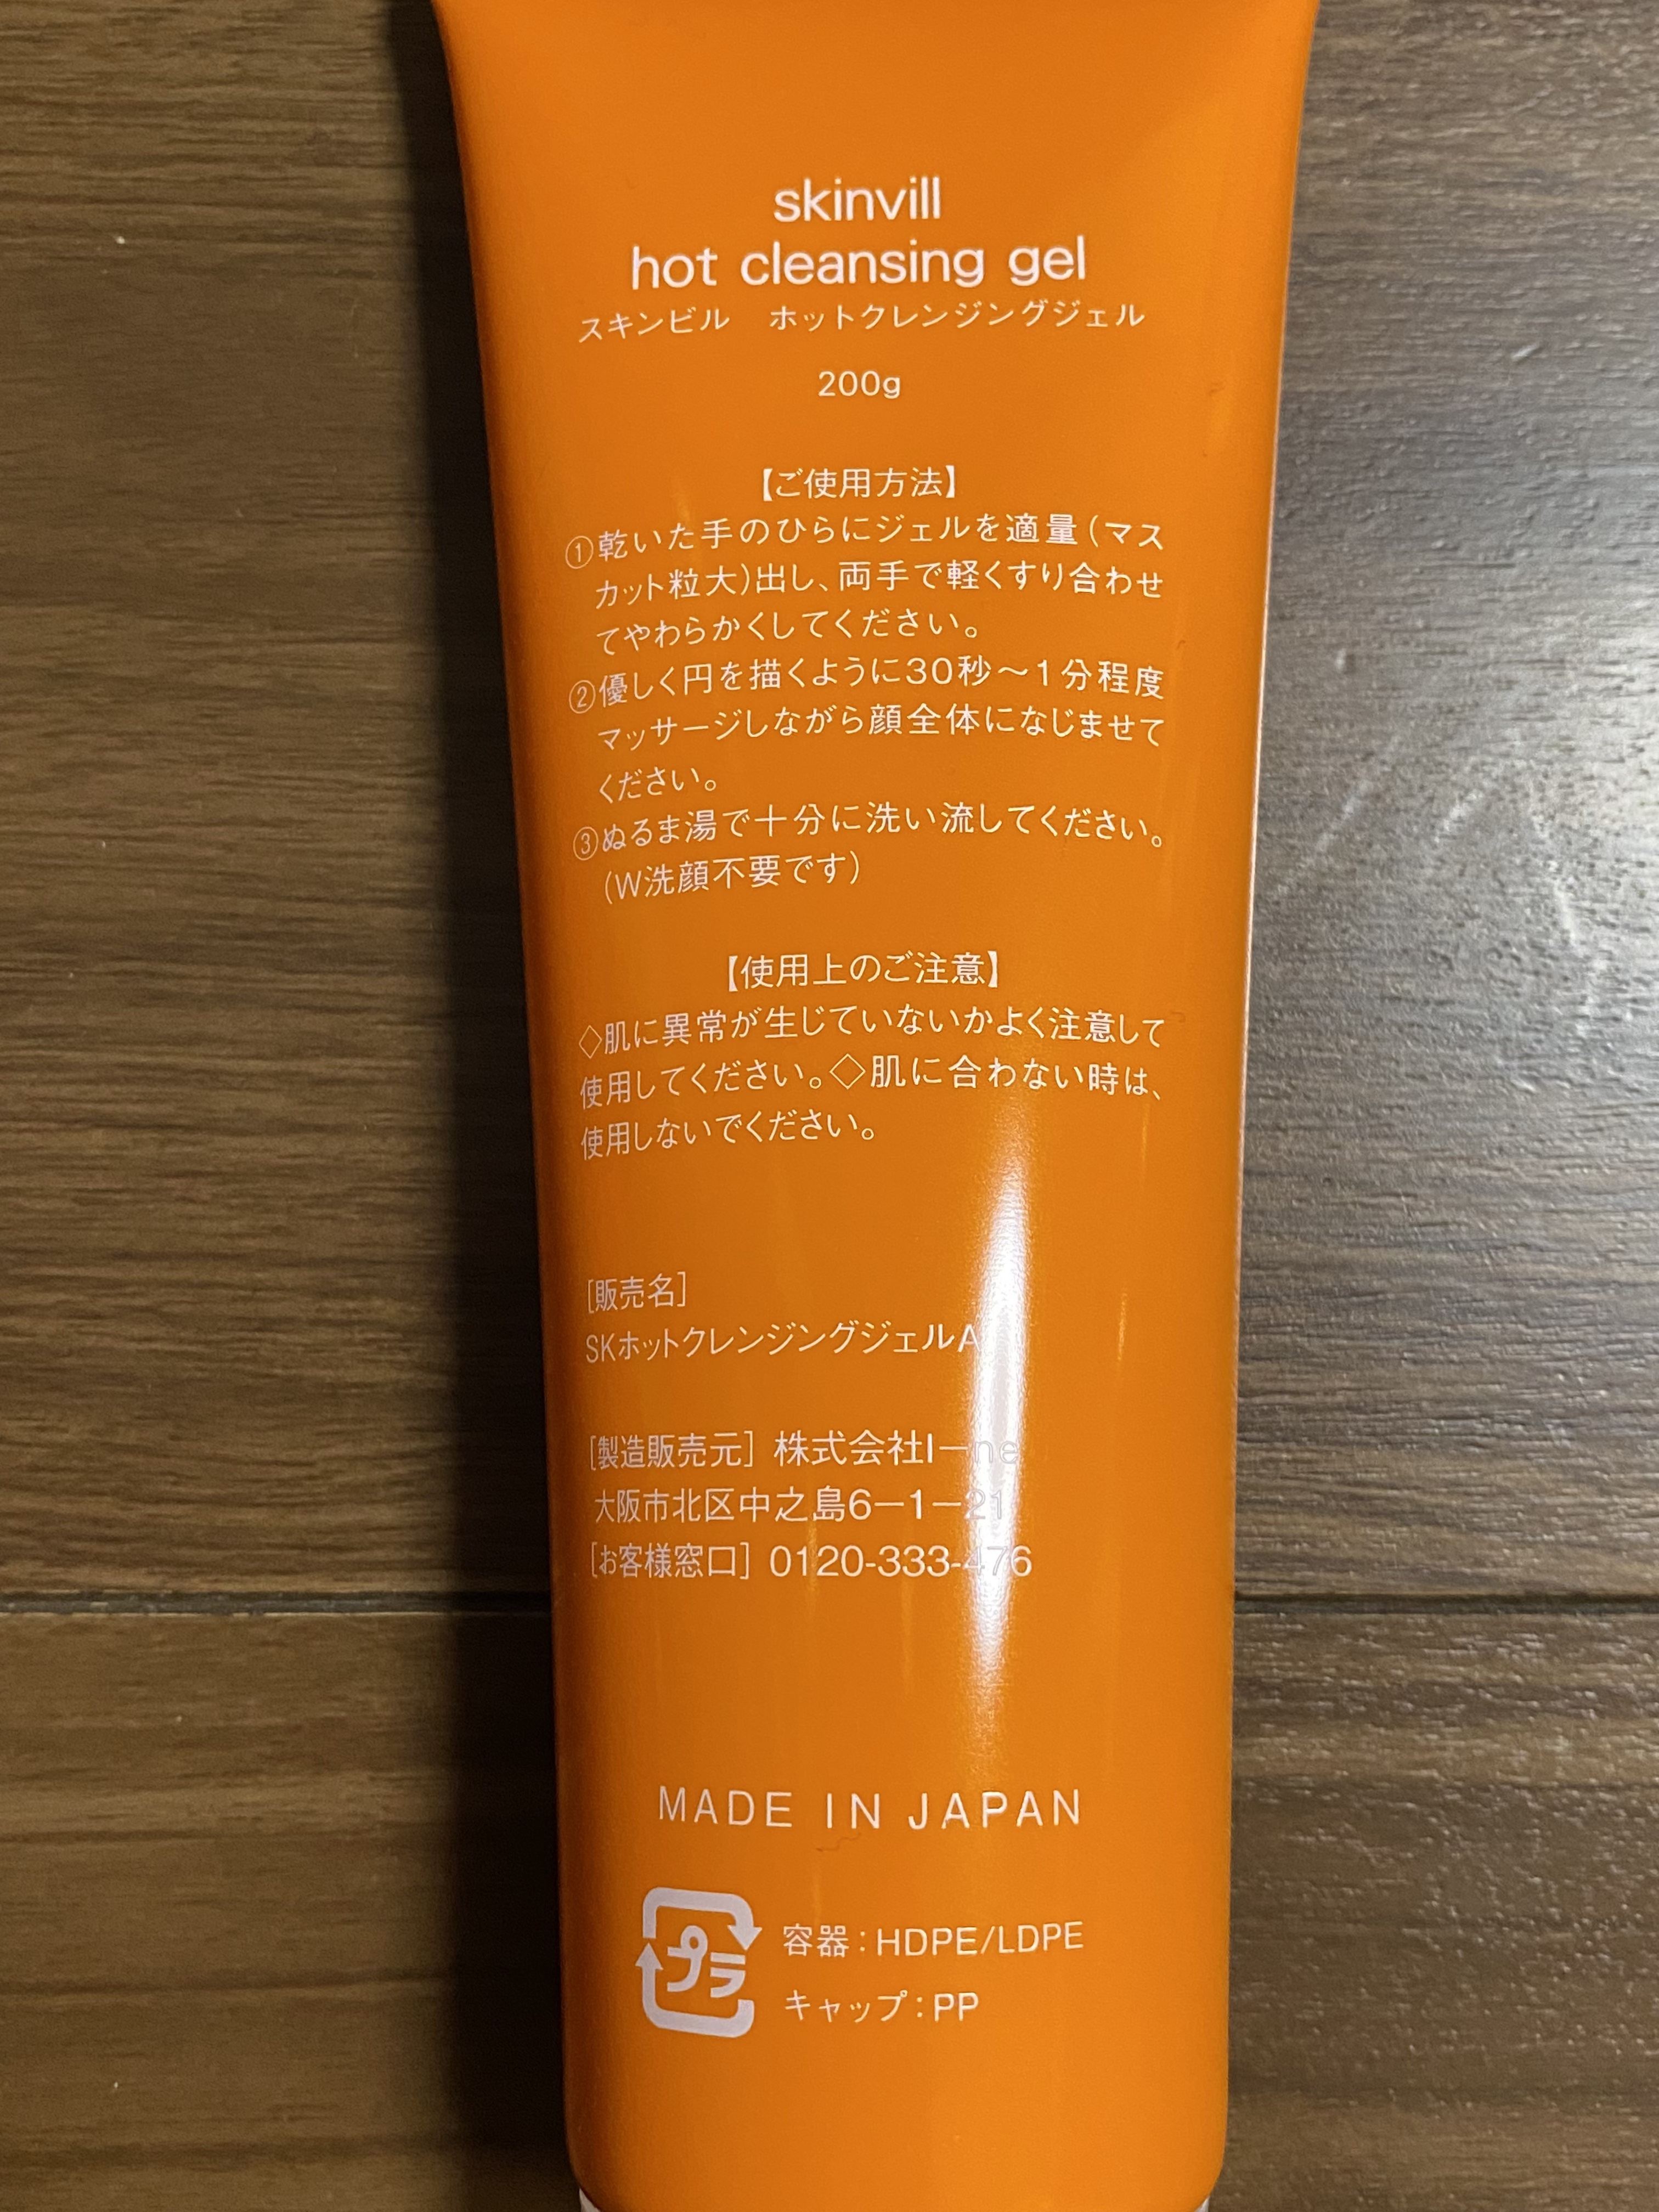 skinvill
hot cleansing gel
スキンビル　ホットクレンジングジェル
200g
【ご使用方法】
①乾いた手のひらにジェルを適量(マス
カット粒大)出し、両手で軽くすり合わせ
てやわらかくしてください。
②優しく円を描くように30秒〜1分程度
マッサージしながら顔全体になじませて
ください。
③ぬるま湯で十分に洗い流してください。
(W洗顔不要です)
【使用上のご注意】
◇肌に異常が生じていないかよく注意して
使用してください。◇肌に合わない時は、
使用しないでください。
[販売名]
SKホットクレンジングジェルA
[製造販売元] 株式会社I－ne
大阪市北区中之島6－1－21
[お客様窓口] 0120-333-476
MADE IN JAPAN
プラ
容器：HDPE/LDPE
キャップ：PP